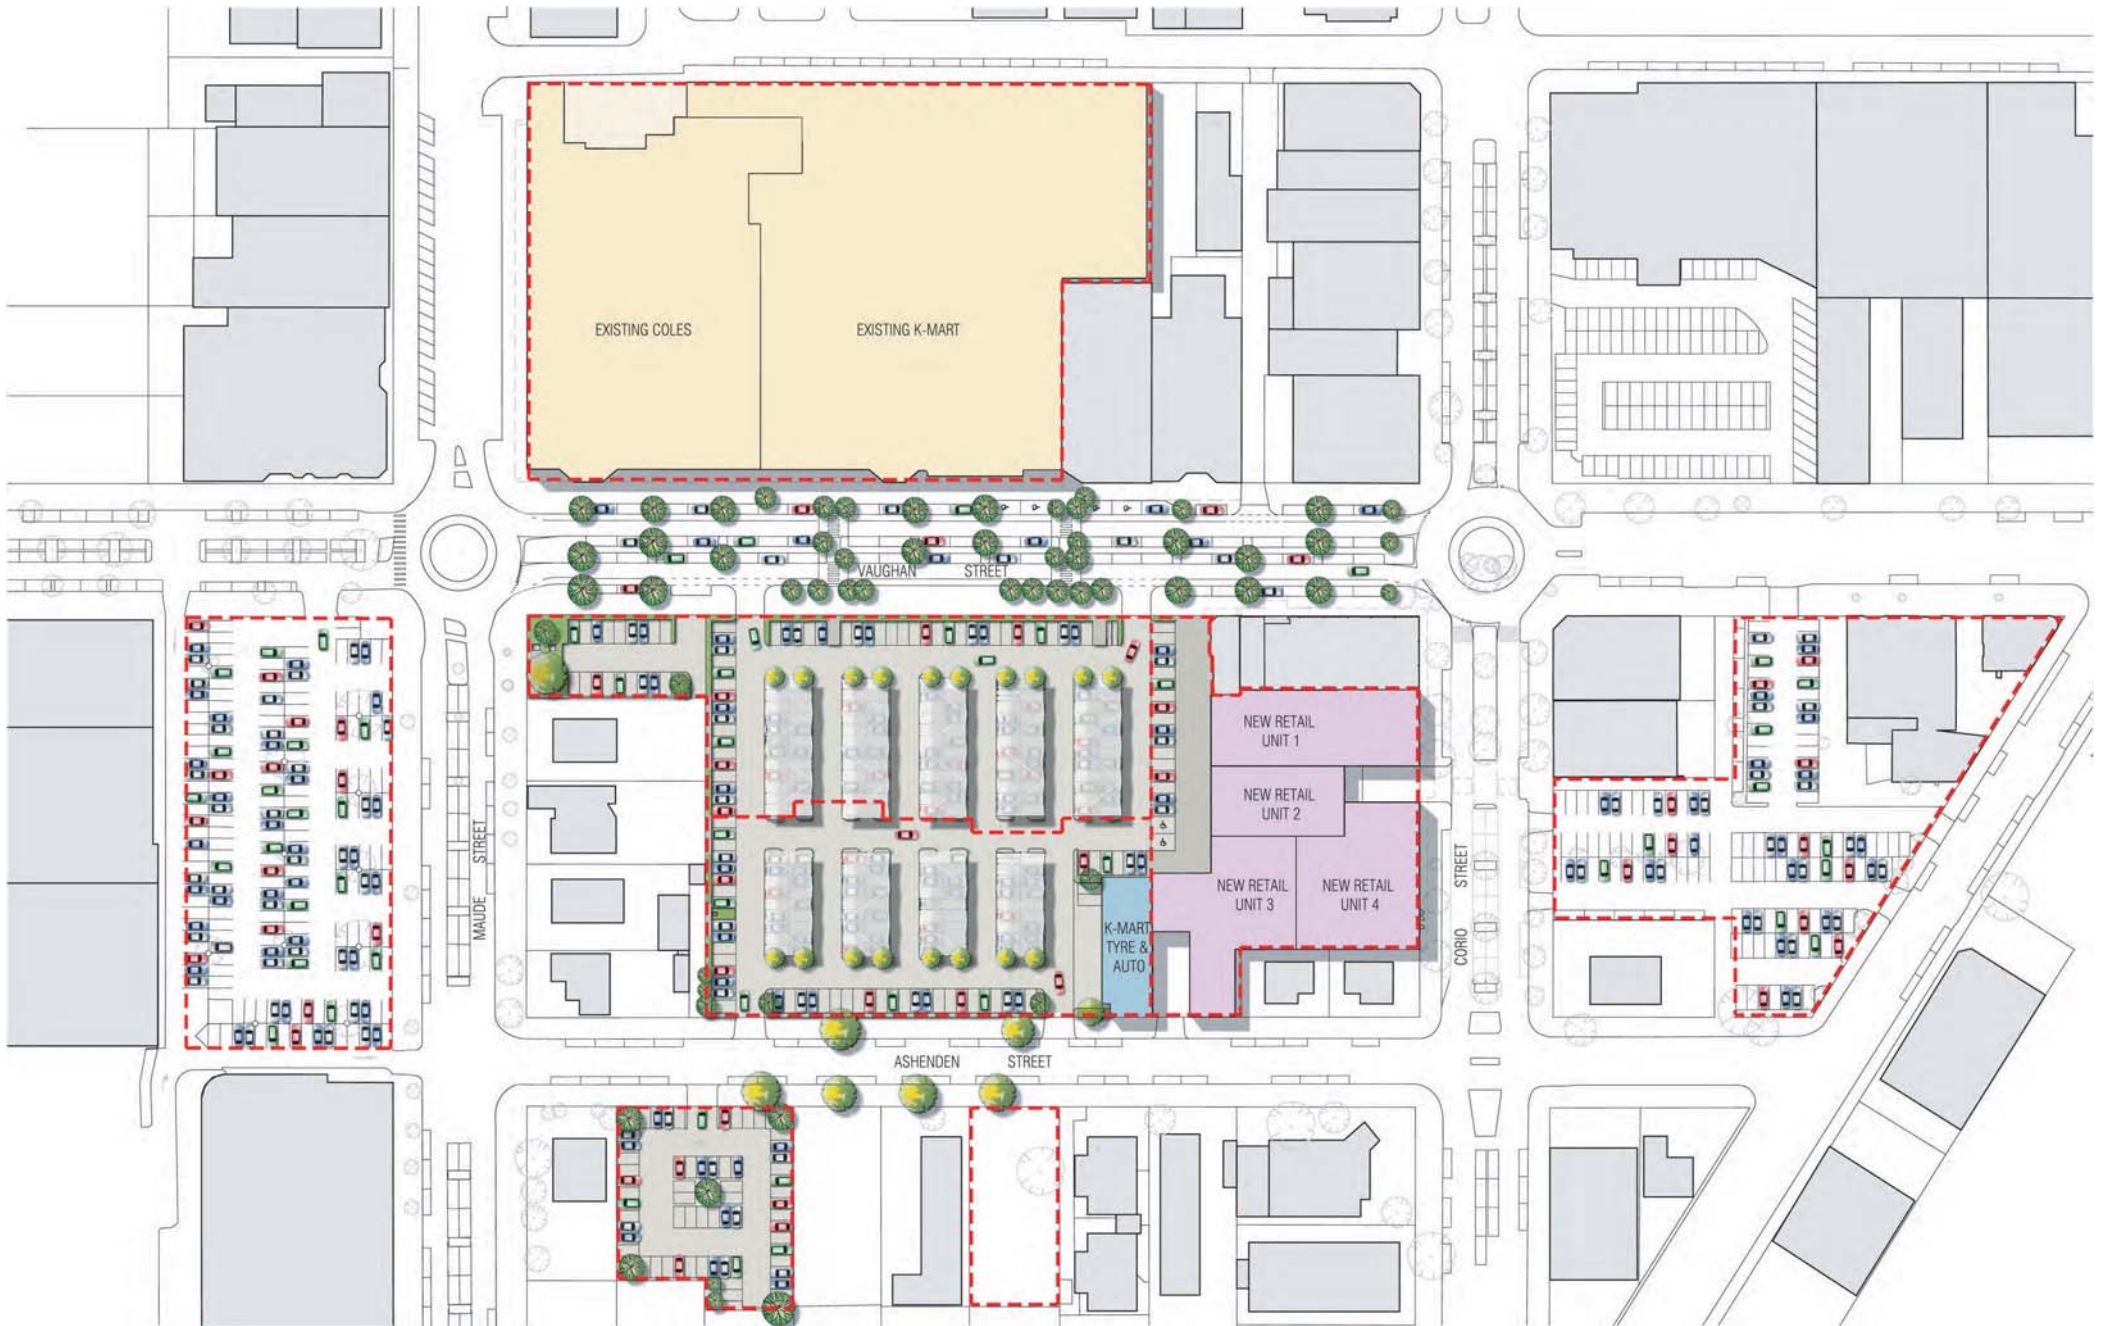 EXISTING COLES
EXISTING K-MART
VAUGHAN STREET
NEW RETAIL
UNIT 1
NEW RETAIL
UNIT 2
MAUDE STREET
NEW RETAIL
UNIT 3
NEW RETAIL
UNIT 4
CORIO STREET
K-MART
TYRE &
AUTO
ASHENDEN STREET